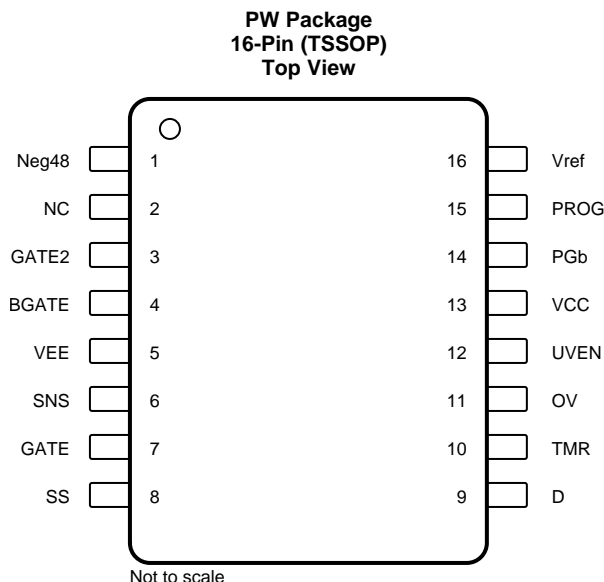 PW Package
16-Pin (TSSOP)
Top View
Neg48 1 16 Vref
NC 2 15 PROG
GATE2 3 14 PGb
BGATE 4 13 VCC
VEE 5 12 UVEN
SNS 6 11 OV
GATE 7 10 TMR
SS 8 9 D
Not to scale